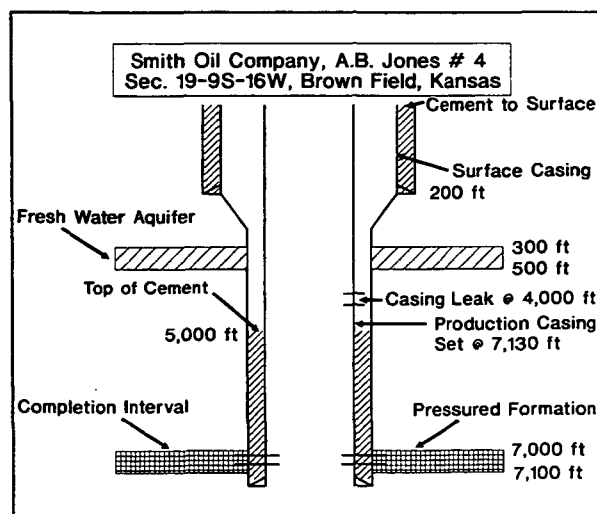 Smith Oil Company, A.B. Jones # 4
Sec. 19-9S-16W, Brown Field, Kansas
Cement to Surface
Surface Casing
200 ft
Fresh Water Aquifer
300 ft
500 ft
Top of Cement
5,000 ft
Casing Leak @ 4,000 ft
Production Casing
Set @ 7,130 ft
Completion Interval
Pressured Formation
7,000 ft
7,100 ft